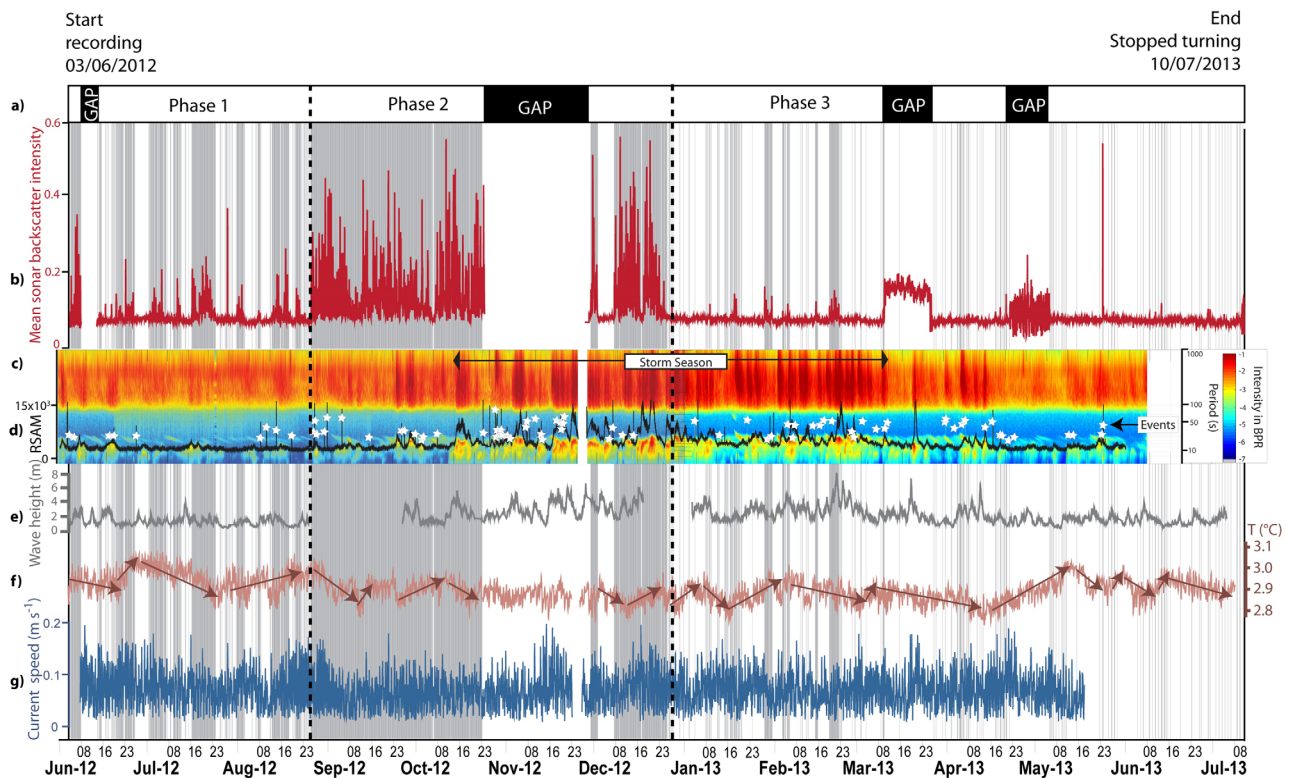 Start
recording
03/06/2012
End
Stopped turning
10/07/2013
a)
GAP
Phase 1
Phase 2
GAP
Phase 3
GAP
GAP
b)
Mean sonar backscatter intensity
0.6
0.4
0.2
0
c)
Storm Season
1000
100
50
10
Period (s)
-1
-2
-3
-4
-5
-6
-7
Intensity in BPR
d)
RSAM
15x10³
0
Events
e)
Wave height (m)
8
6
4
2
0
f)
T (°C)
3.1
3.0
2.9
2.8
g)
Current speed (m s⁻¹)
0.2
0.1
0
08 16 23 08 16 23 08 16 23 08 16 23 08 16 23 08 16 23 08 16 23 08 16 23 08 16 23 08 16 23 08 16 23 08 16 23 08 16 23 08
Jun-12 Jul-12 Aug-12 Sep-12 Oct-12 Nov-12 Dec-12 Jan-13 Feb-13 Mar-13 Apr-13 May-13 Jun-13 Jul-13